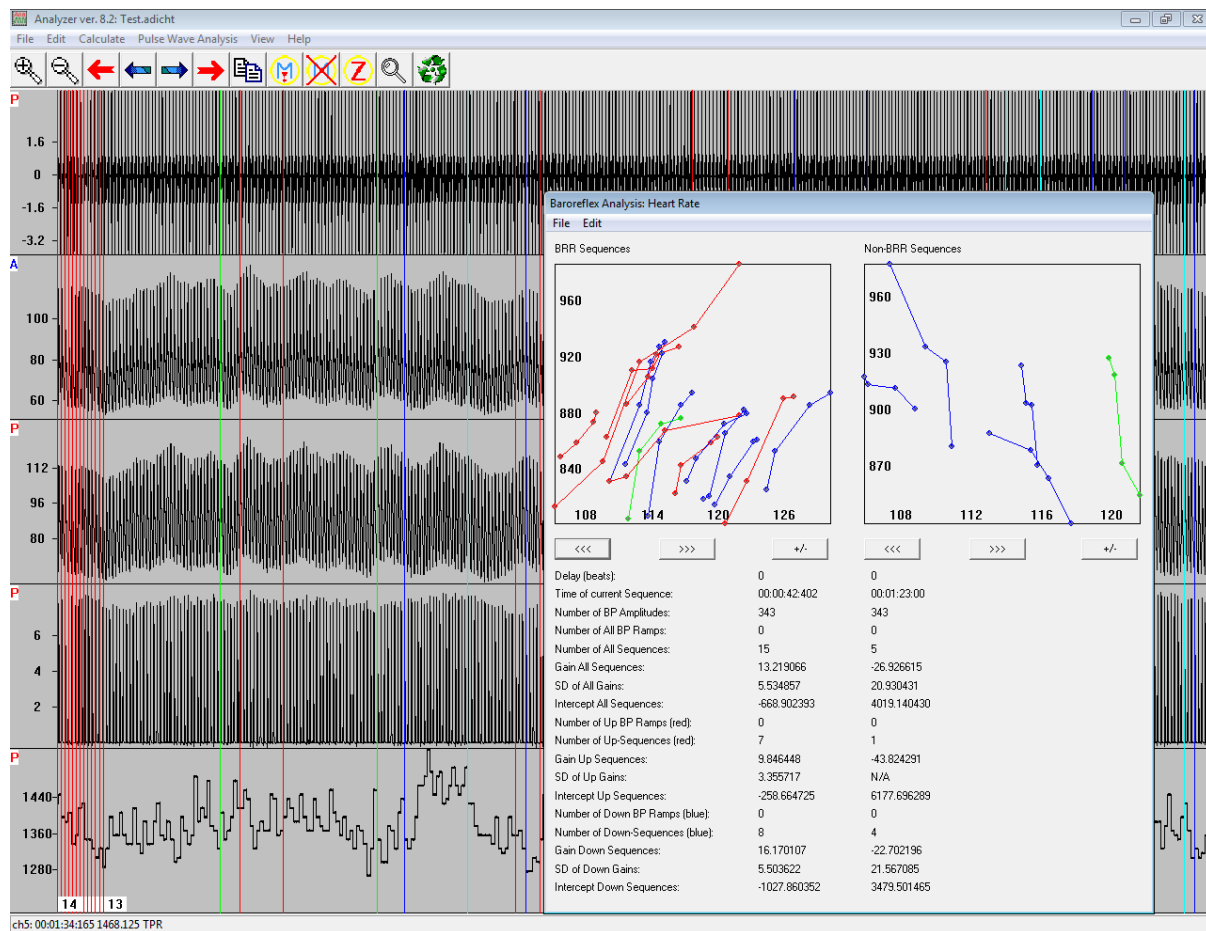 Analyzer ver. 8.2: Test.adicht
File Edit Calculate Pulse Wave Analysis View Help
M M Z
P
1.6
0
-1.6
-3.2
A
100
80
60
P
112
96
80
P
6
4
2
P
1440
1360
1280
14 13
Baroreflex Analysis: Heart Rate
File Edit
BRR Sequences Non-BRR Sequences
960
920
880
840
108 114 120 126
960
930
900
870
108 112 116 120
<<< >>> +/- <<< >>> +/-
Delay (beats): 0 0
Time of current Sequence: 00:00:42:402 00:01:23:00
Number of BP Amplitudes: 343 343
Number of All BP Ramps: 0 0
Number of All Sequences: 15 5
Gain All Sequences: 13.219066 -26.926615
SD of All Gains: 5.534857 20.930431
Intercept All Sequences: -668.902393 4019.140430
Number of Up BP Ramps (red): 0 0
Number of Up-Sequences (red): 7 1
Gain Up Sequences: 9.846448 -43.824291
SD of Up Gains: 3.355717 N/A
Intercept Up Sequences: -258.664725 6177.696289
Number of Down BP Ramps (blue): 0 0
Number of Down-Sequences (blue): 8 4
Gain Down Sequences: 16.170107 -22.702196
SD of Down Gains: 5.503622 21.567085
Intercept Down Sequences: -1027.860352 3479.501465
ch5: 00:01:34:165 1468.125 TPR